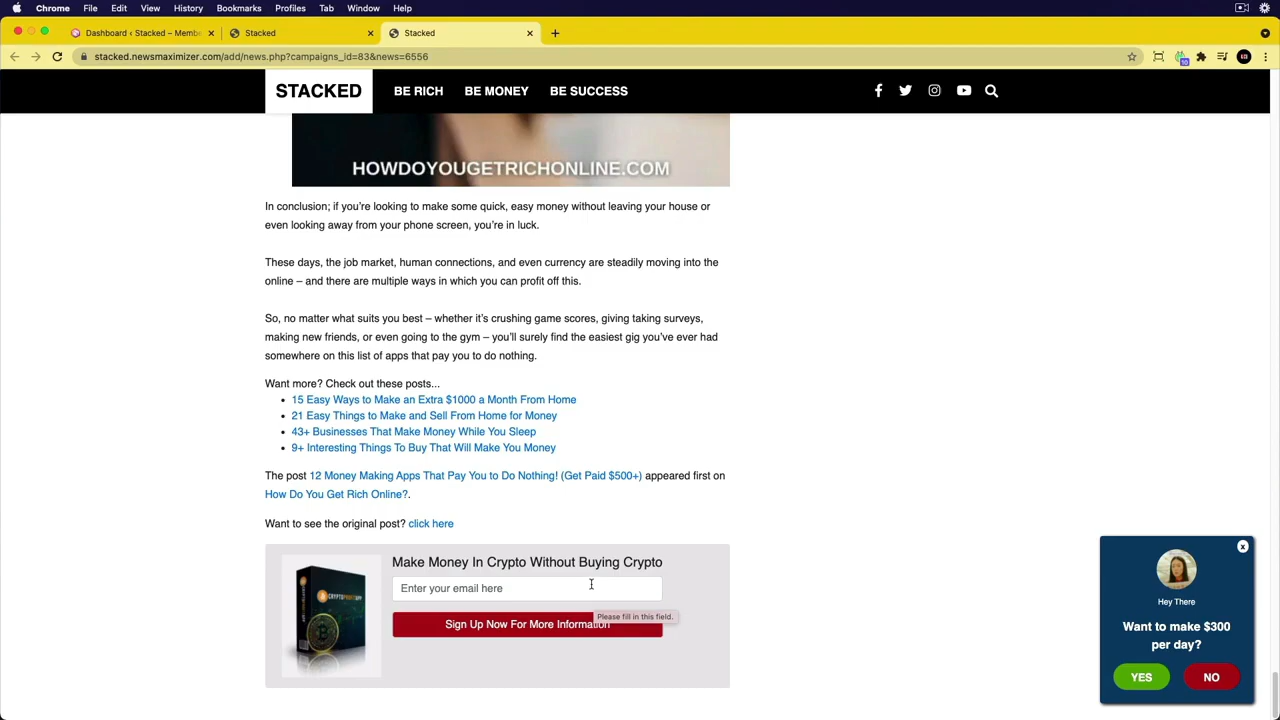 Chrome File Edit View History Bookmarks Profiles Tab Window Help
Dashboard ‹ Stacked — Membe
Stacked
Stacked
stacked.newsmaximizer.com/add/news.php?campaigns_id=83&news=6556
STACKED BE RICH BE MONEY BE SUCCESS
HOWDOYOUGETRICHONLINE.COM
In conclusion; if you're looking to make some quick, easy money without leaving your house or
even looking away from your phone screen, you're in luck.
These days, the job market, human connections, and even currency are steadily moving into the
online – and there are multiple ways in which you can profit off this.
So, no matter what suits you best – whether it's crushing game scores, giving taking surveys,
making new friends, or even going to the gym – you'll surely find the easiest gig you've ever had
somewhere on this list of apps that pay you to do nothing.
Want more? Check out these posts...
• 15 Easy Ways to Make an Extra $1000 a Month From Home
• 21 Easy Things to Make and Sell From Home for Money
• 43+ Businesses That Make Money While You Sleep
• 9+ Interesting Things To Buy That Will Make You Money
The post 12 Money Making Apps That Pay You to Do Nothing! (Get Paid $500+) appeared first on
How Do You Get Rich Online?.
Want to see the original post? click here
Make Money In Crypto Without Buying Crypto
Enter your email here
Please fill in this field.
Sign Up Now For More Information
x
Hey There
Want to make $300
per day?
YES NO